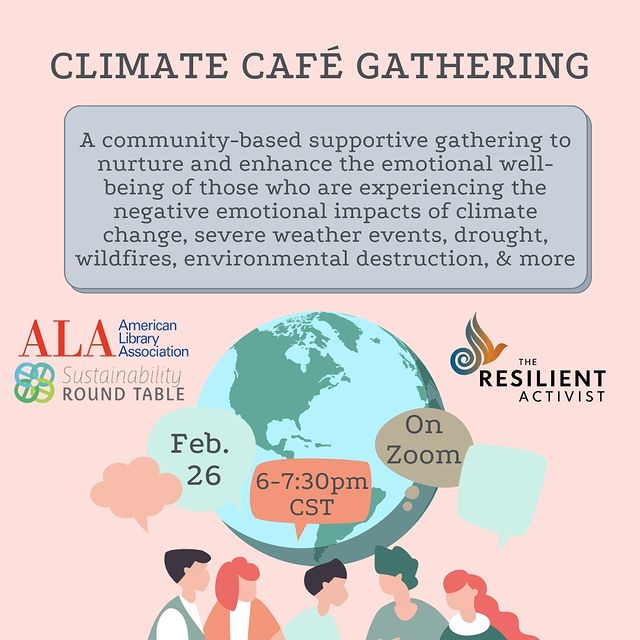 CLIMATE CAFÉ GATHERING
A community-based supportive gathering to
nurture and enhance the emotional well-
being of those who are experiencing the
negative emotional impacts of climate
change, severe weather events, drought,
wildfires, environmental destruction, & more
ALA American
Library
Association
Sustainability
ROUND TABLE
THE
RESILIENT
ACTIVIST
Feb.
26
6-7:30pm
CST
On
Zoom